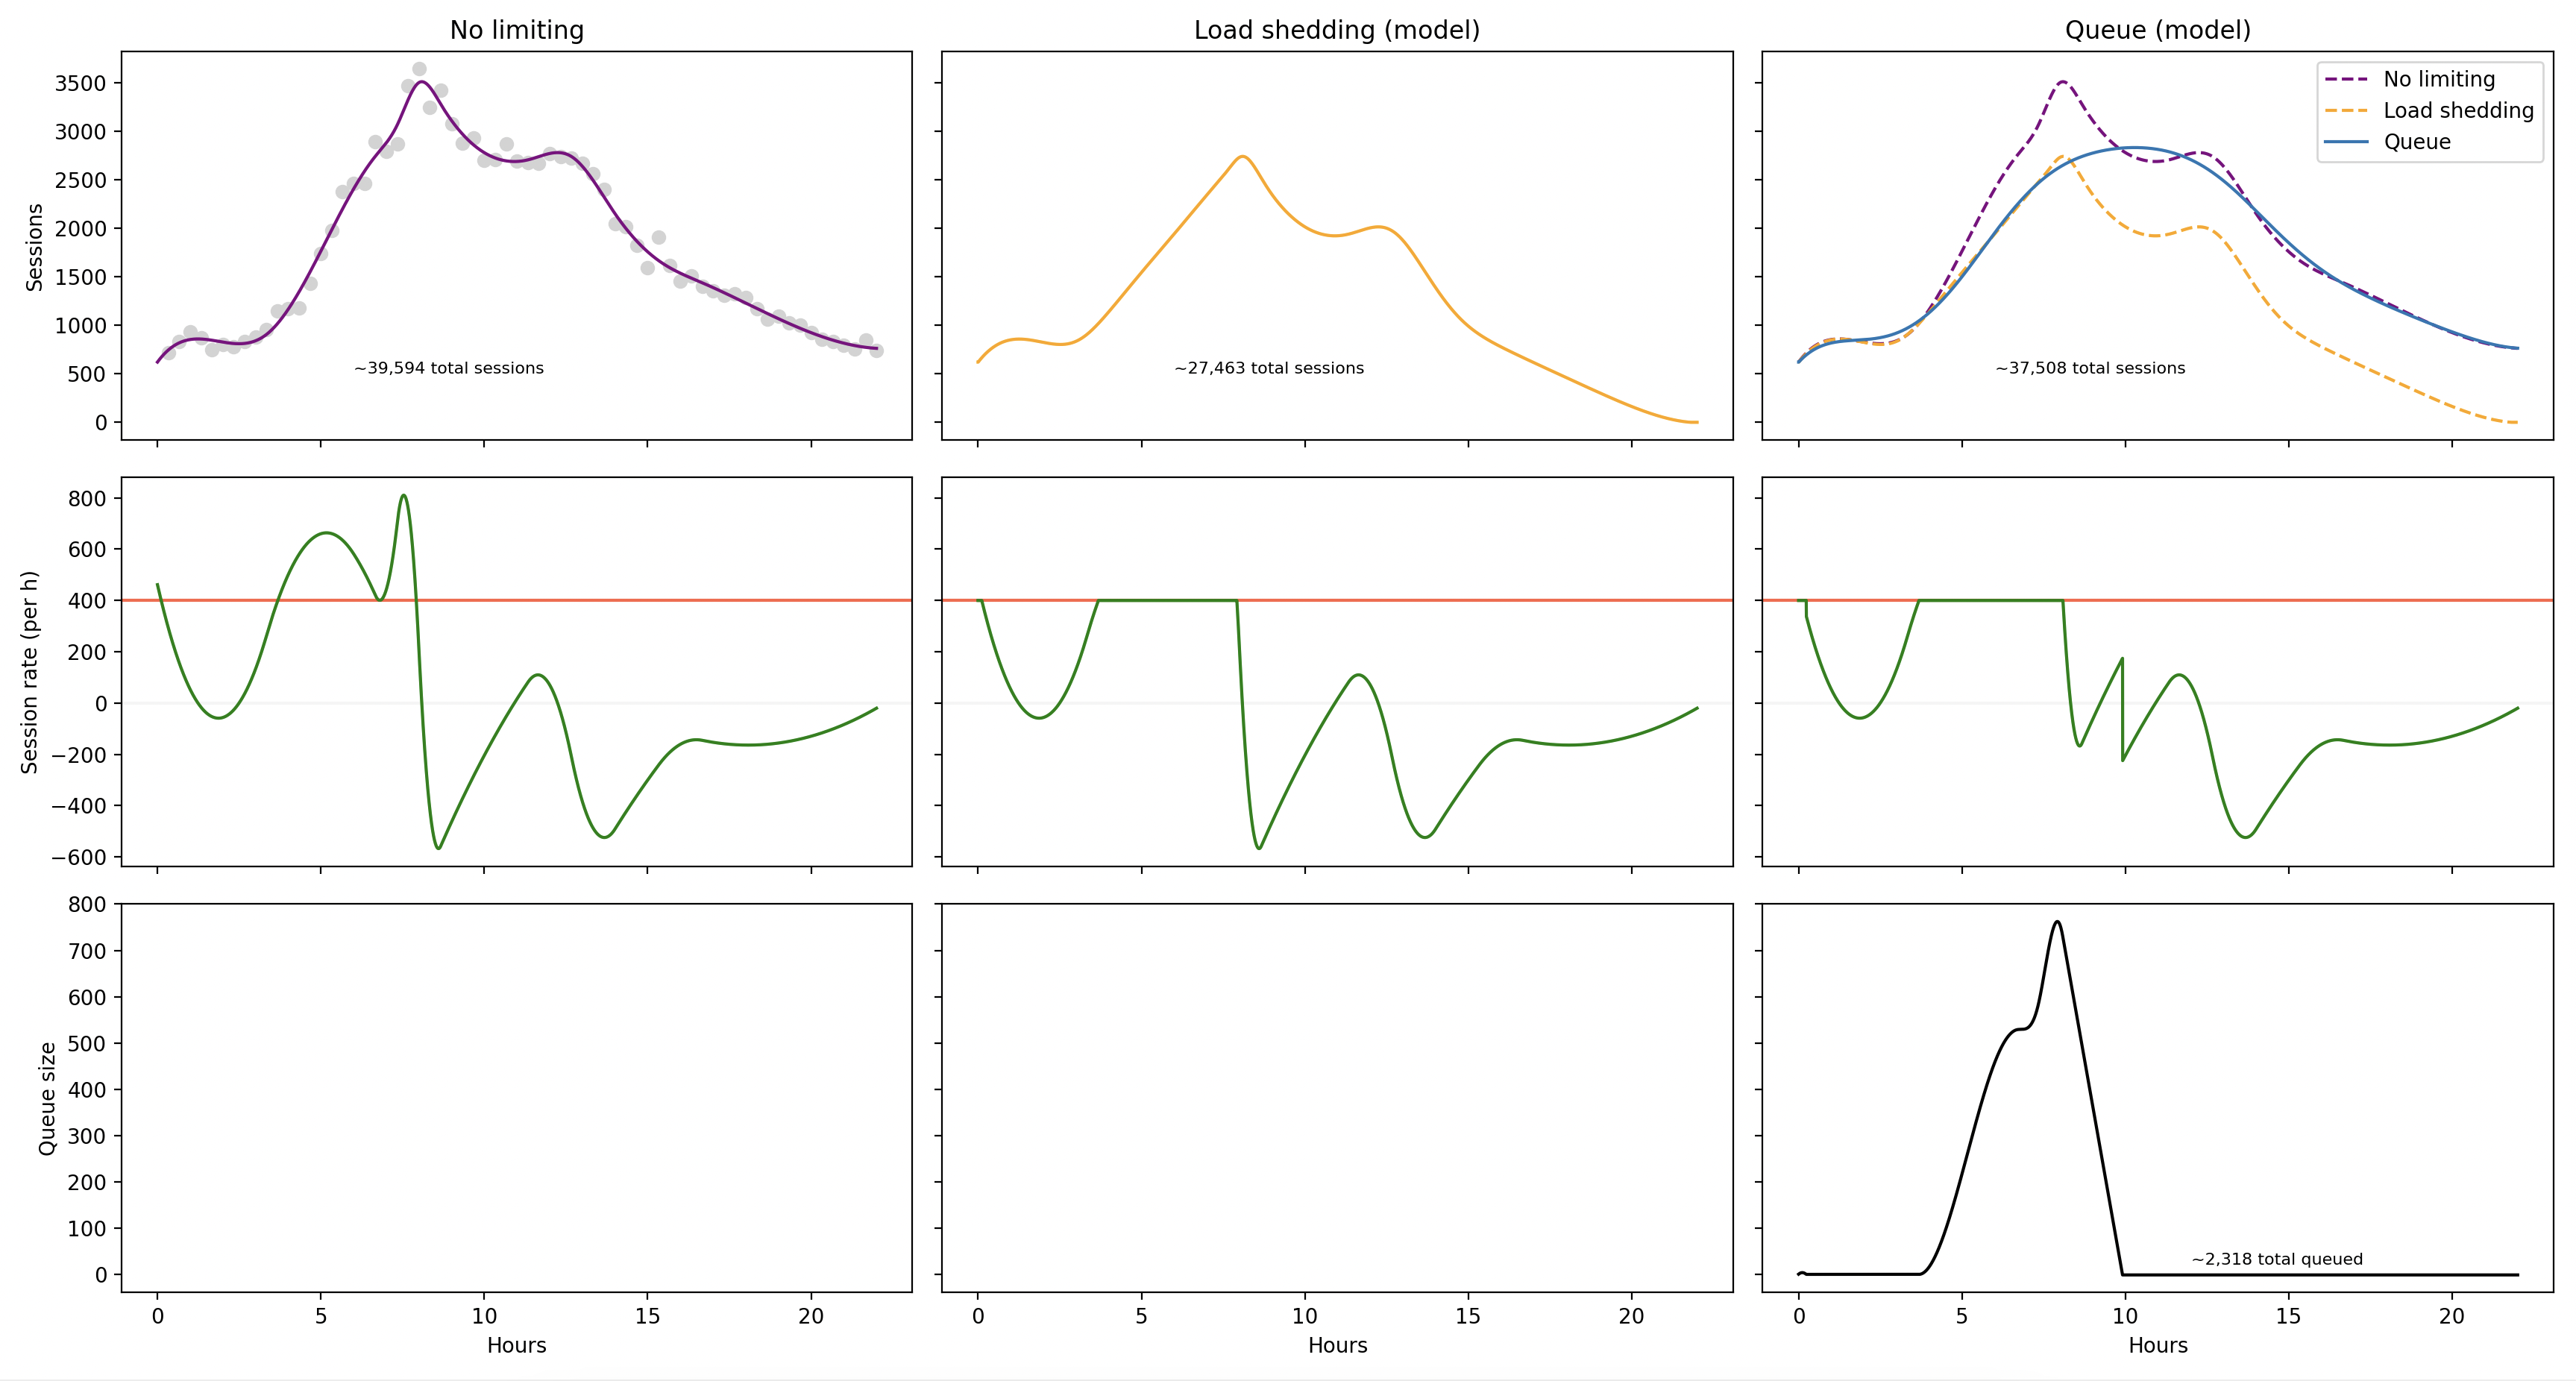 No limiting
Load shedding (model)
Queue (model)
Sessions
3500
3000
2500
2000
1500
1000
500
0
~39,594 total sessions
~27,463 total sessions
No limiting
Load shedding
Queue
~37,508 total sessions
Session rate (per h)
800
600
400
200
0
−200
−400
−600
Queue size
800
700
600
500
400
300
200
100
0
~2,318 total queued
0 5 10 15 20
0 5 10 15 20
0 5 10 15 20
Hours
Hours
Hours